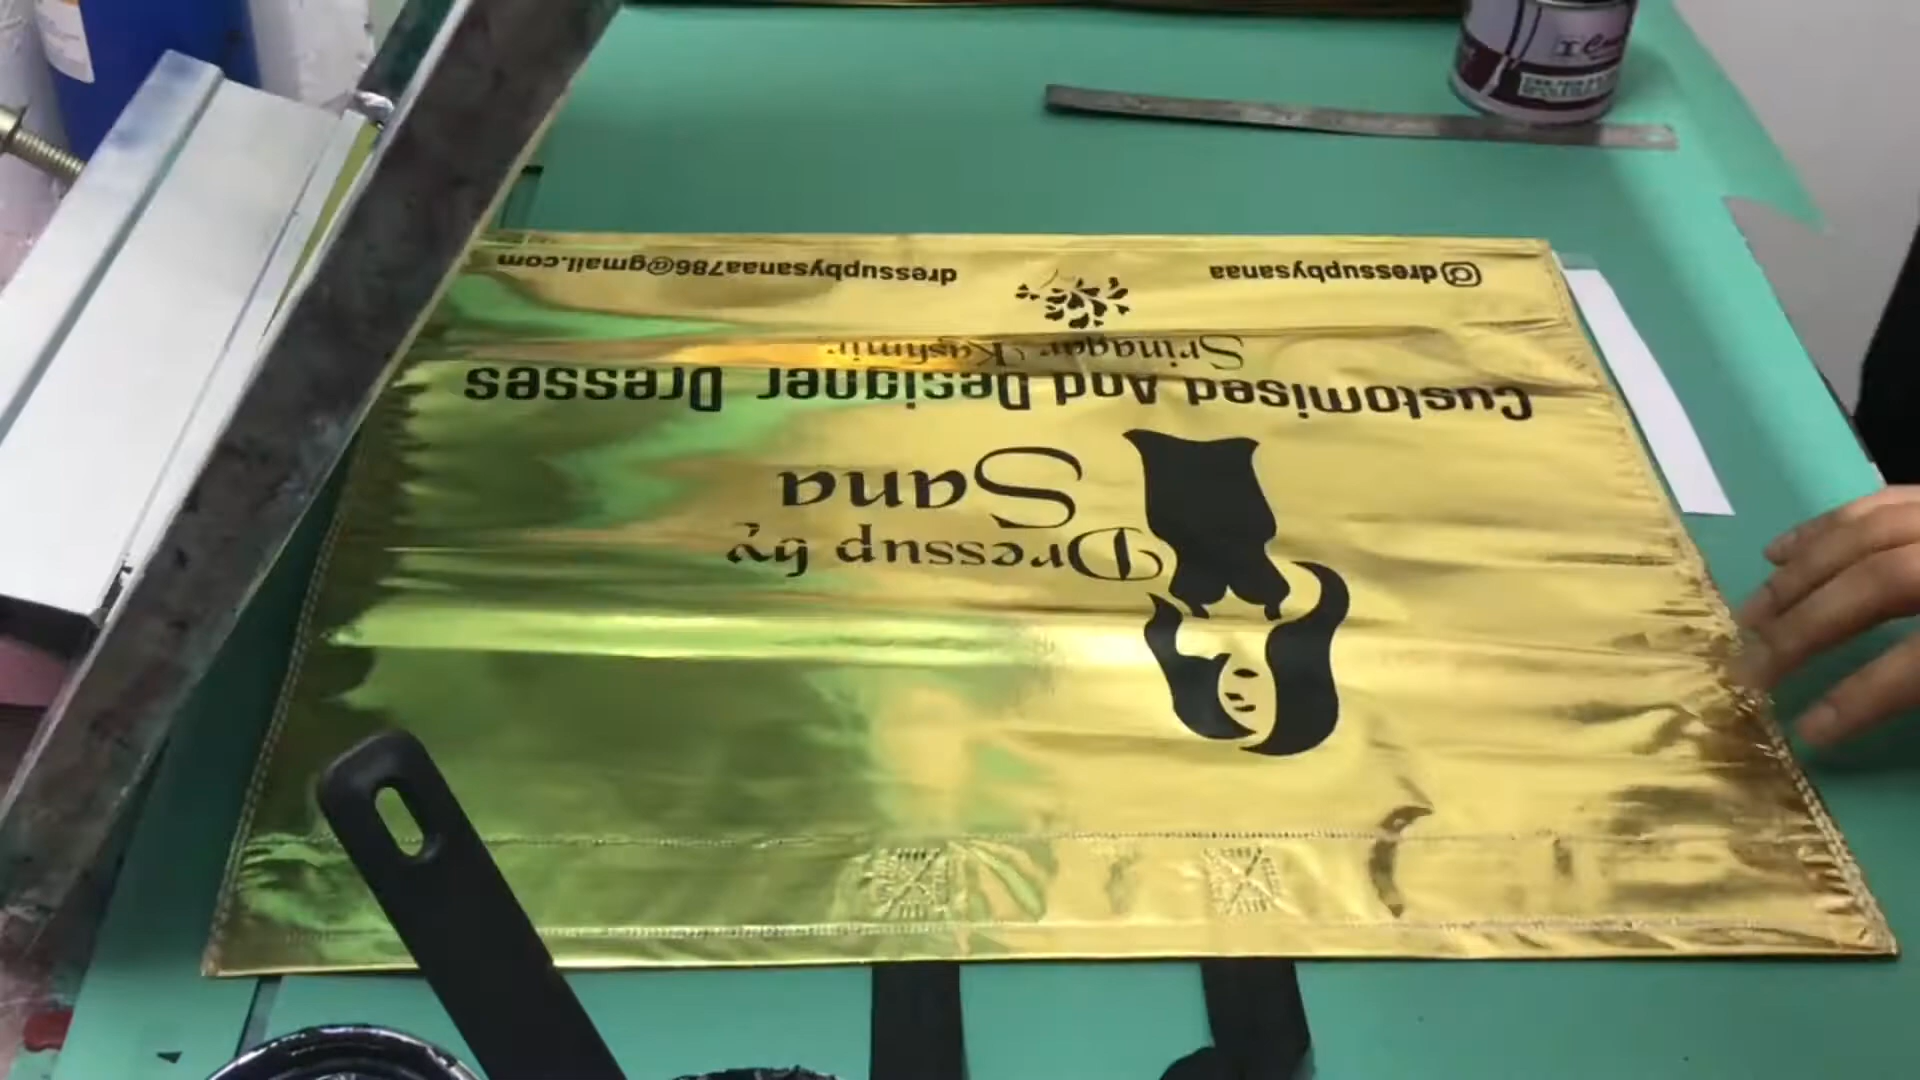 Dressup by
Sana
Customised And Designer Dresses
Srinagar Kashmir
@dressupbysanaa
dressupbysanaa786@gmail.com